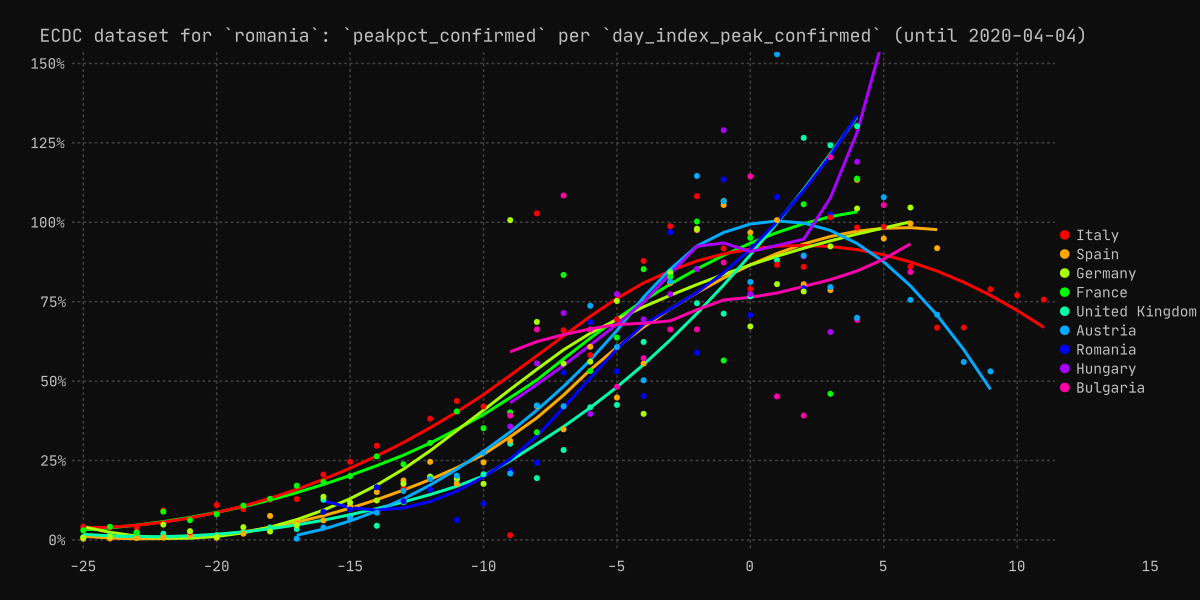 ECDC dataset for `romania`: `peakpct_confirmed` per `day_index_peak_confirmed` (until 2020-04-04)
150%
125%
100%
75%
50%
25%
0%
-25 -20 -15 -10 -5 0 5 10 15
Italy
Spain
Germany
France
United Kingdom
Austria
Romania
Hungary
Bulgaria